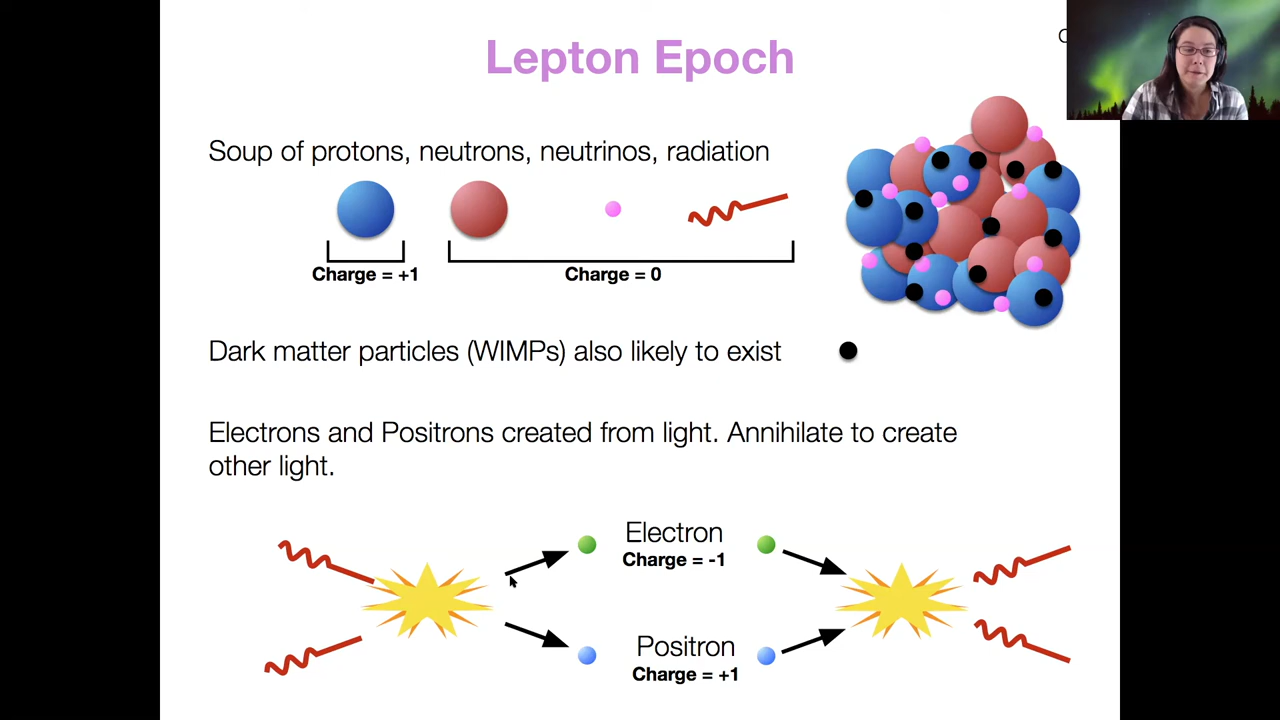 Lepton Epoch
Soup of protons, neutrons, neutrinos, radiation
Charge = +1
Charge = 0
Dark matter particles (WIMPs) also likely to exist
Electrons and Positrons created from light. Annihilate to create
other light.
Electron
Charge = -1
Positron
Charge = +1